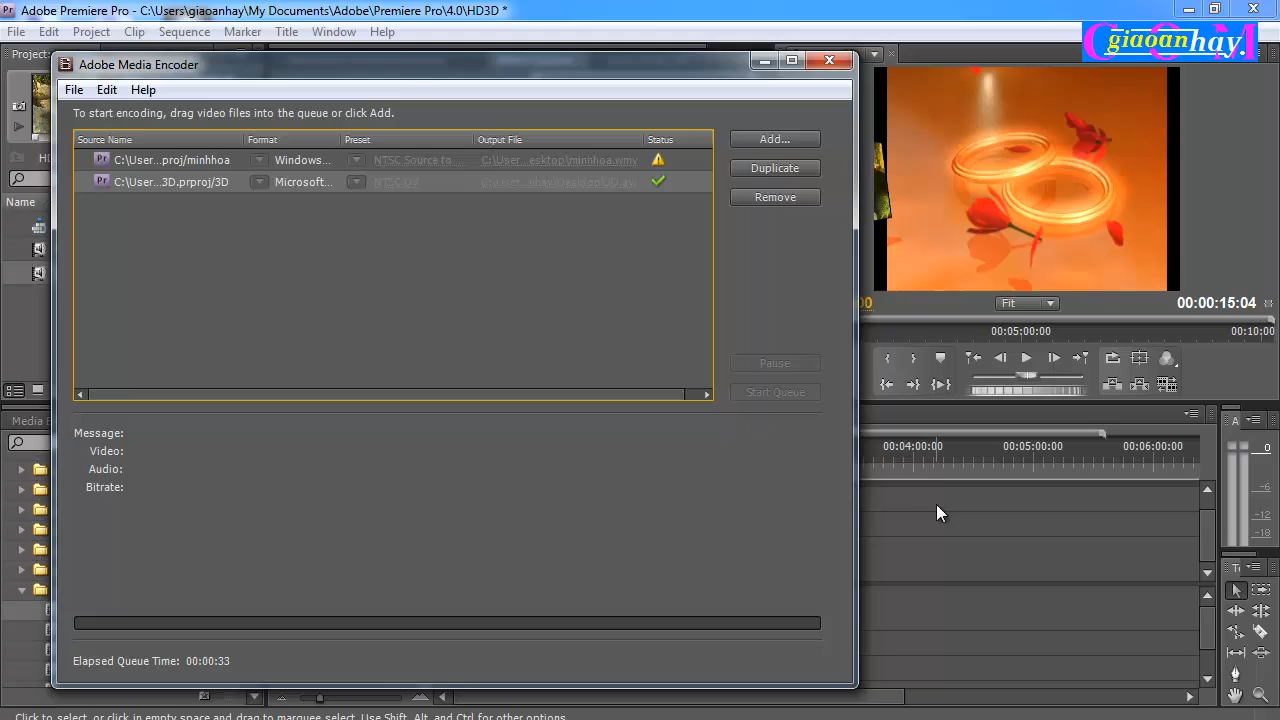 Adobe Premiere Pro - C:\Users\giaoanhay\My Documents\Adobe\Premiere Pro\4.0\HD3D *
File Edit Project Clip Sequence Marker Title Window Help
COM
giaoanhay.
Project:
Adobe Media Encoder
File Edit Help
To start encoding, drag video files into the queue or click Add.
Source Name Format Preset Output File Status
C:\User...proj/minhhoa Windows... NTSC Source to C:\User...esktop\minhhoa.wmv
C:\User...3D.prproj/3D Microsoft... NTSC DV
Add...
Duplicate
Remove
Name
Fit
00:00:15:04
00:05:00:00 00:10:00
Pause
Start Queue
Media E
Message:
Video:
Audio:
Bitrate:
00:04:00:00 00:05:00:00 00:06:00:00
A
0
-6
-12
-18
Elapsed Queue Time: 00:00:33
Click to select, or click in empty space and drag to marquee select. Use Shift, Alt, and Ctrl for other options.